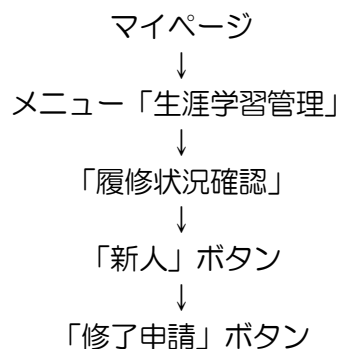 マイページ
↓
メニュー「生涯学習管理」
↓
「履修状況確認」
↓
「新人」ボタン
↓
「修了申請」ボタン